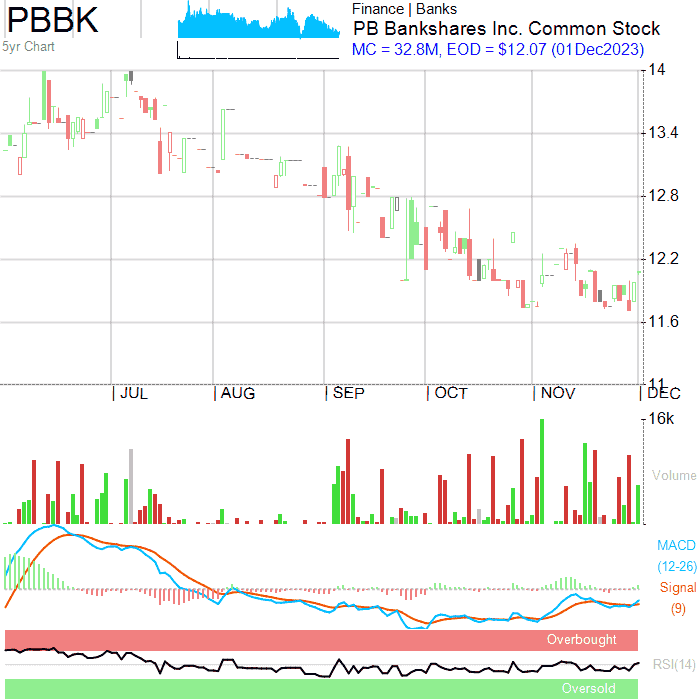 PBBK
5yr Chart
Finance | Banks
PB Bankshares Inc. Common Stock
MC = 32.8M, EOD = $12.07 (01Dec2023)
14
13.4
12.8
12.2
11.6
11
JUL AUG SEP OCT NOV DEC
16k
Volume
MACD
(12-26)
Signal
(9)
Overbought
RSI(14)
Oversold